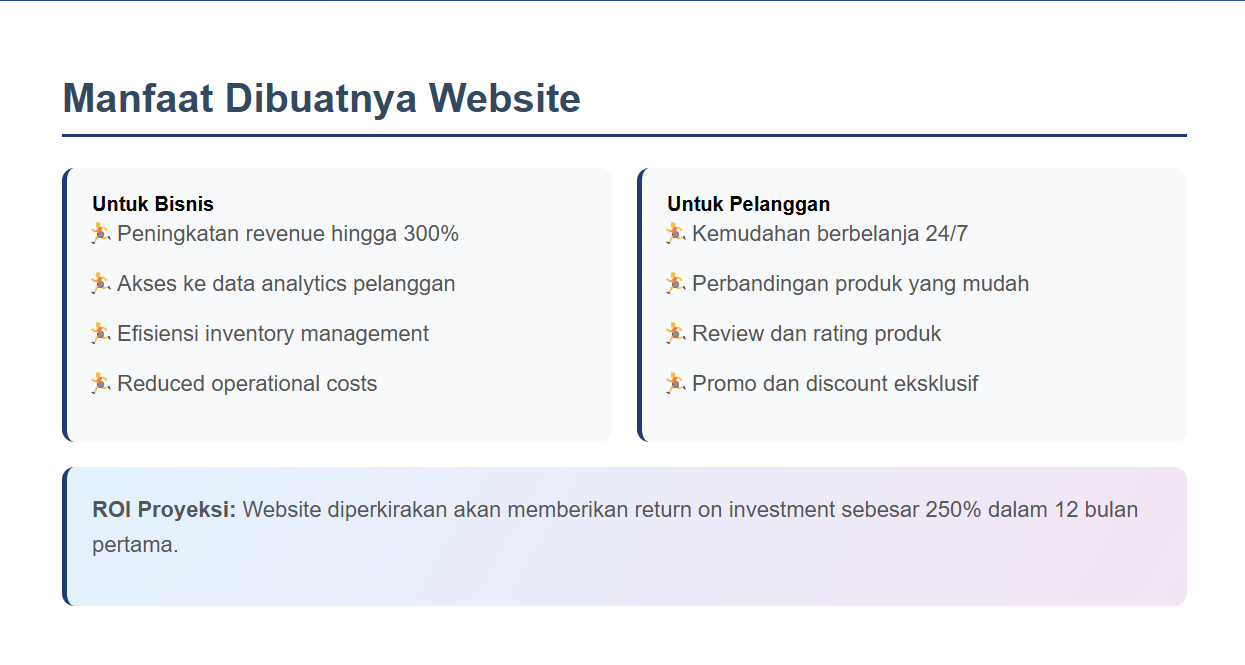 Manfaat Dibuatnya Website
Untuk Bisnis
🏃 Peningkatan revenue hingga 300%
🏃 Akses ke data analytics pelanggan
🏃 Efisiensi inventory management
🏃 Reduced operational costs
Untuk Pelanggan
🏃 Kemudahan berbelanja 24/7
🏃 Perbandingan produk yang mudah
🏃 Review dan rating produk
🏃 Promo dan discount eksklusif
ROI Proyeksi: Website diperkirakan akan memberikan return on investment sebesar 250% dalam 12 bulan
pertama.